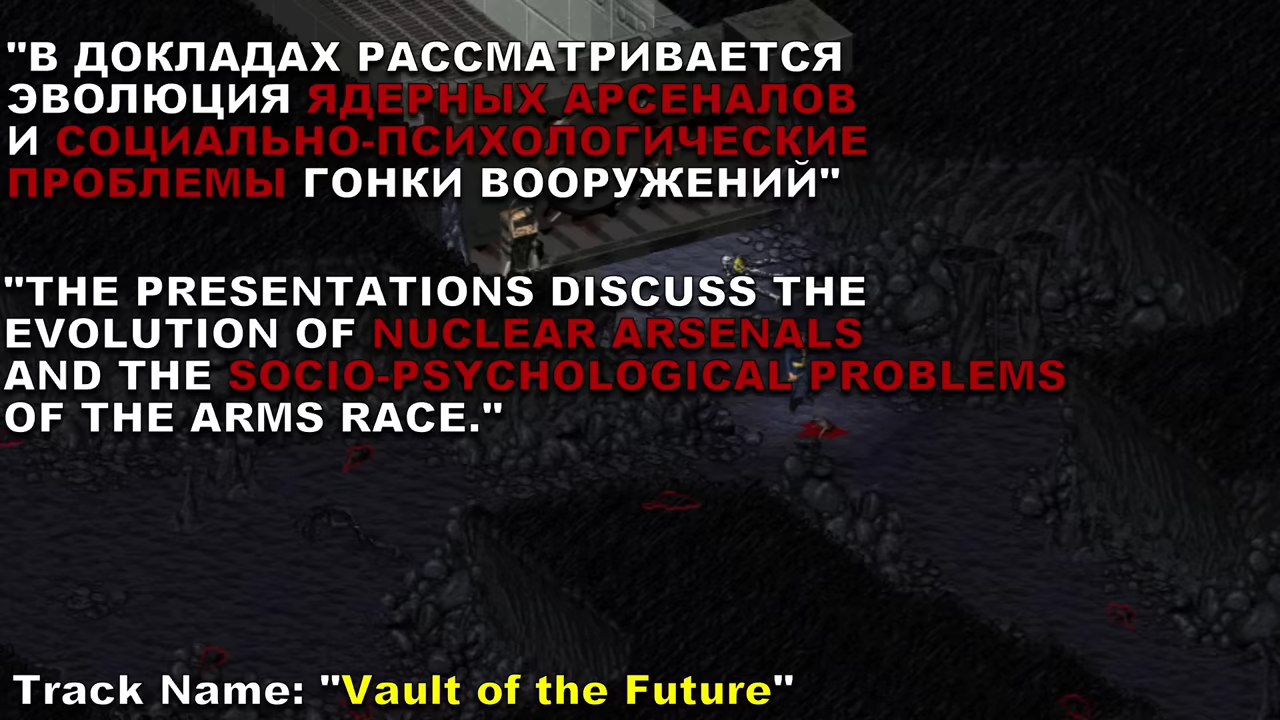 "В ДОКЛАДАХ РАССМАТРИВАЕТСЯ
ЭВОЛЮЦИЯ ЯДЕРНЫХ АРСЕНАЛОВ
И СОЦИАЛЬНО-ПСИХОЛОГИЧЕСКИЕ
ПРОБЛЕМЫ ГОНКИ ВООРУЖЕНИЙ"
"THE PRESENTATIONS DISCUSS THE
EVOLUTION OF NUCLEAR ARSENALS
AND THE SOCIO-PSYCHOLOGICAL PROBLEMS
OF THE ARMS RACE."
Track Name: "Vault of the Future"